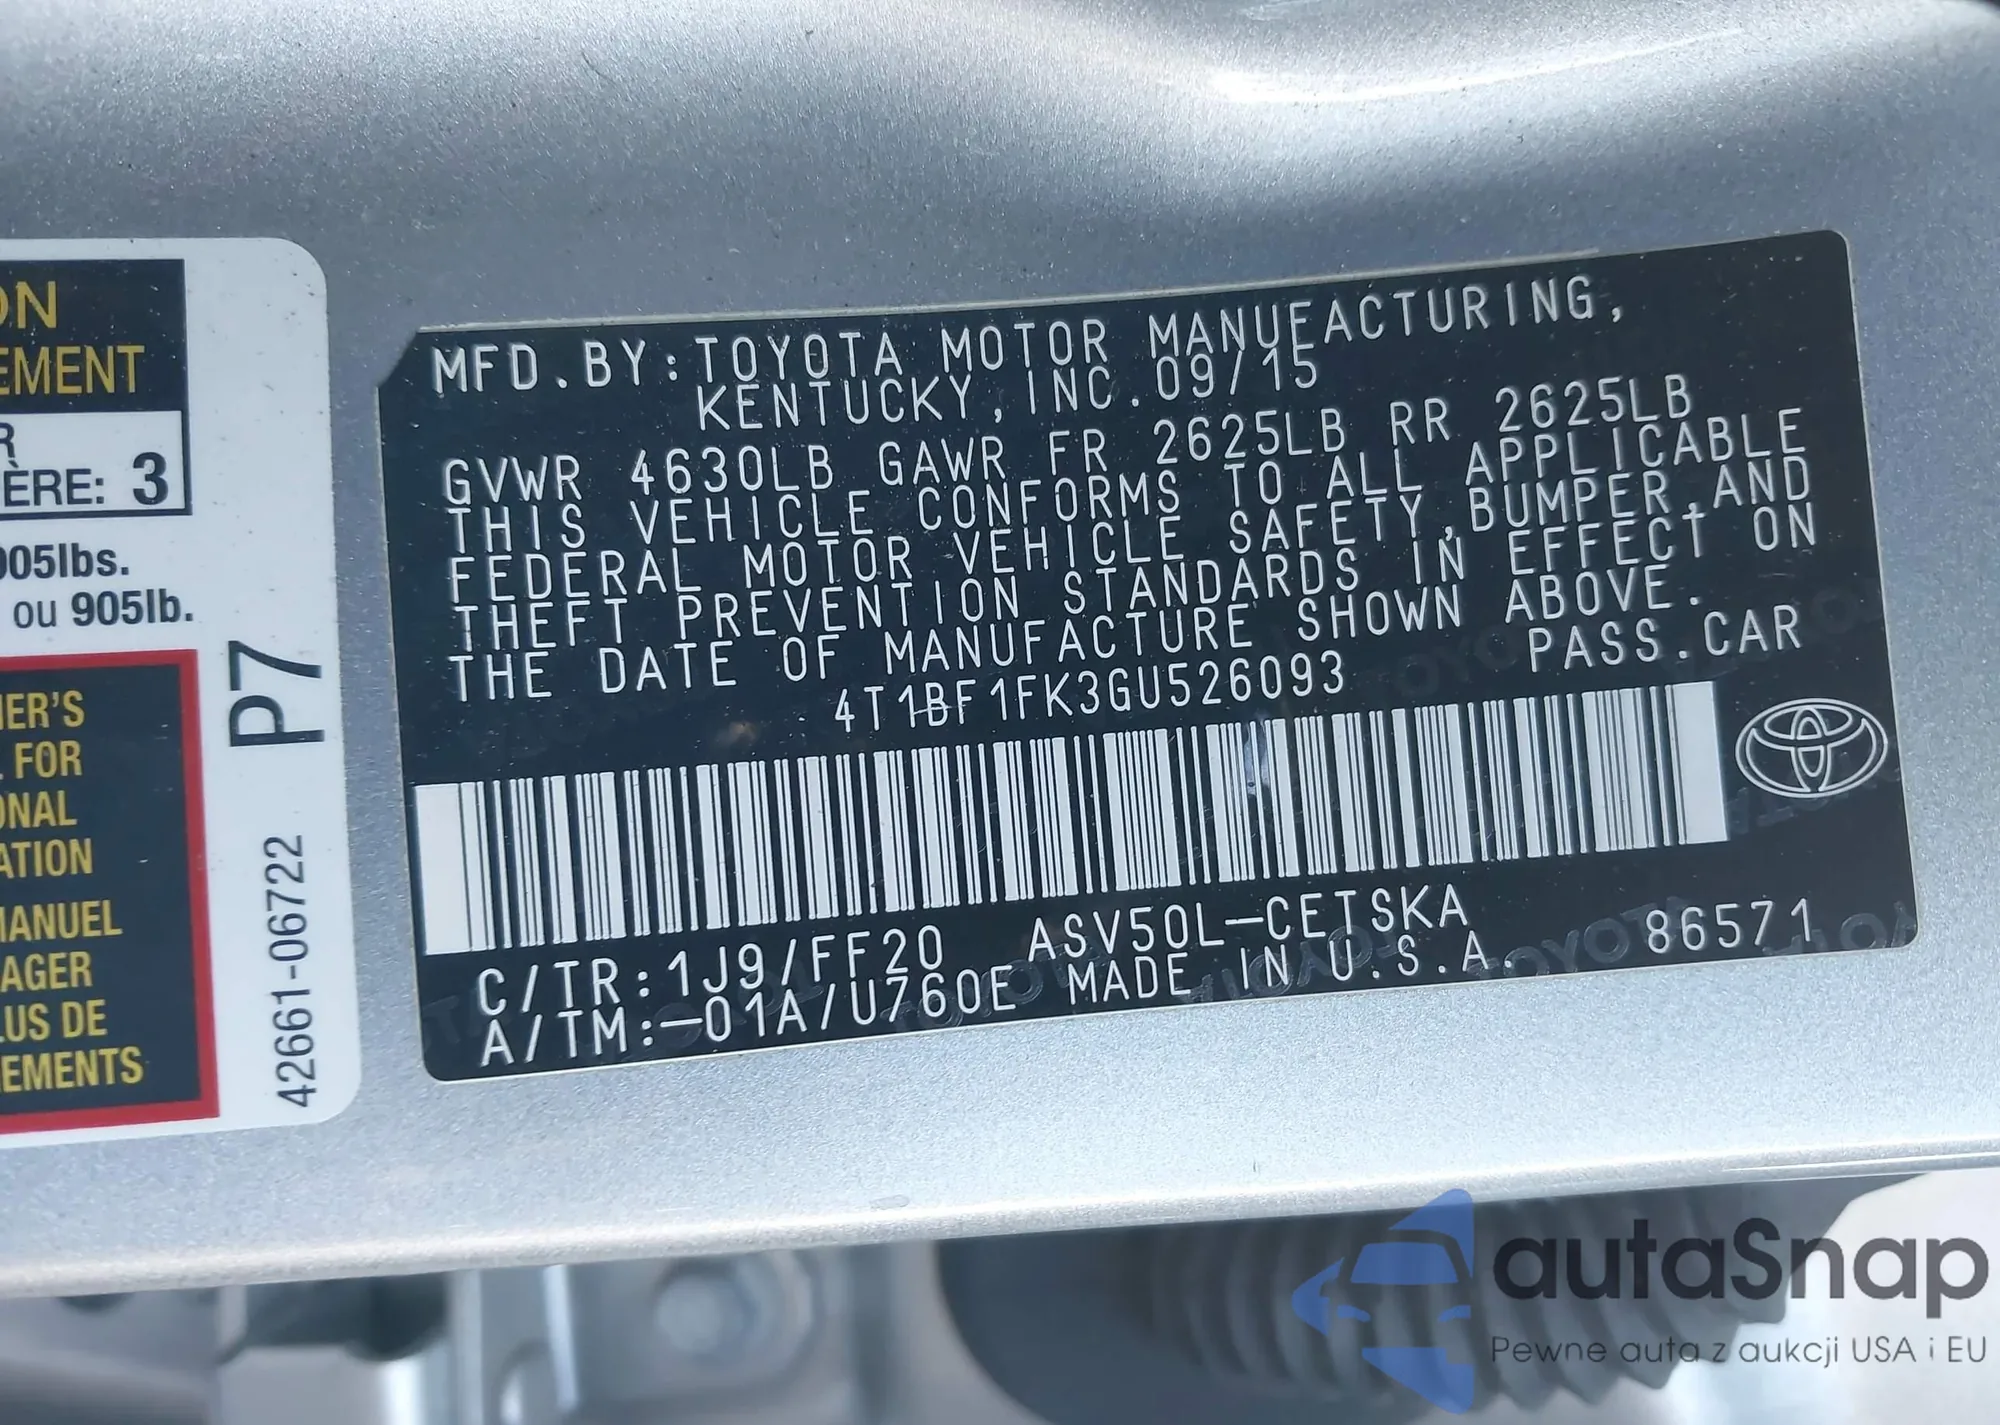 ON
EMENT
R
ÈRE: 3
905lbs.
ou 905lb.
ER'S
FOR
ONAL
ATION
MANUEL
AGER
LUS DE
EMENTS
P7
42661-06722
MFD.BY:TOYOTA MOTOR MANUFACTURING,
KENTUCKY,INC.09/15
GVWR 4630LB GAWR FR 2625LB RR 2625LB
THIS VEHICLE CONFORMS TO ALL APPLICABLE
FEDERAL MOTOR VEHICLE SAFETY,BUMPER,AND
THEFT PREVENTION STANDARDS IN EFFECT ON
THE DATE OF MANUFACTURE SHOWN ABOVE.
4T1BF1FK3GU526093 PASS.CAR
C/TR:1J9/FF20 ASV50L-CETSKA 86571
A/TM:-01A/U760E MADE IN U.S.A.
autaSnap
Pewne auta z aukcji USA i EU